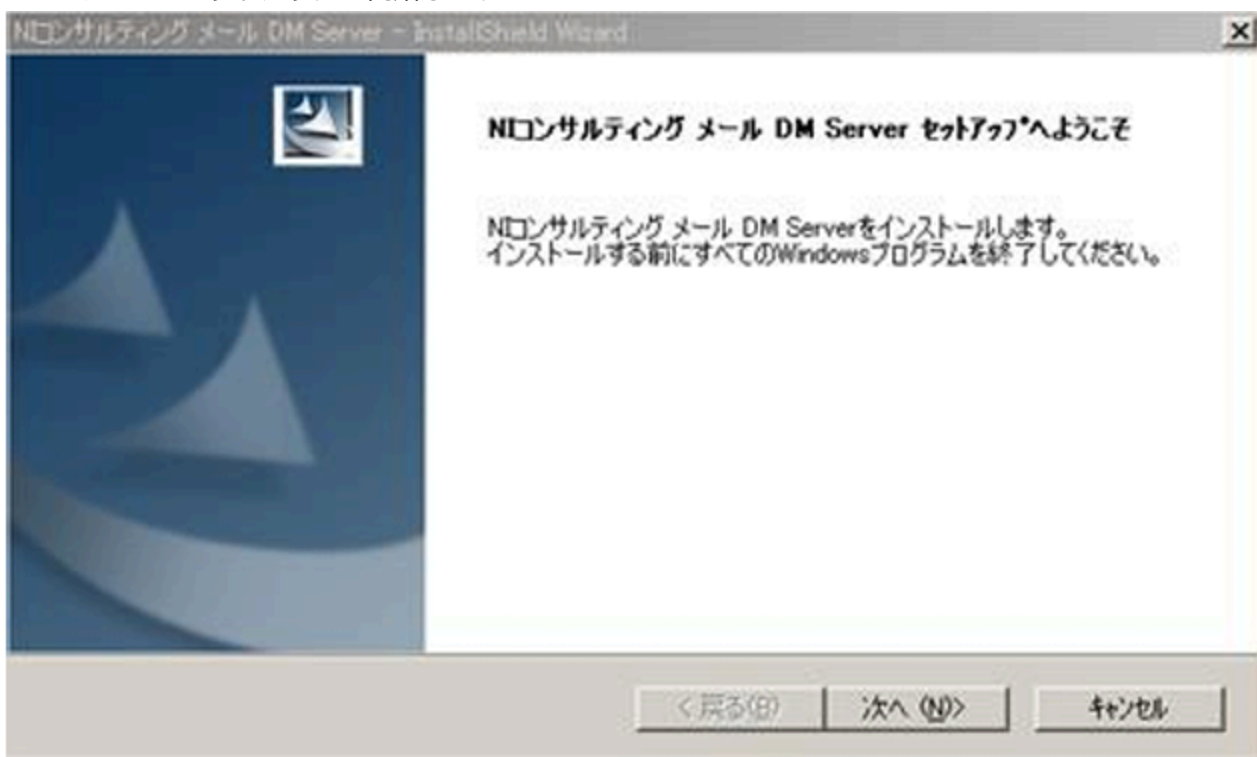 NIコンサルティング メール DM Server - InstallShield Wizard
NIコンサルティング メール DM Server ｾｯﾄｱｯﾌﾟへようこそ
NIコンサルティング メール DM Serverをインストールします。
インストールする前にすべてのWindowsプログラムを終了してください。
< 戻る(B)
次へ (N)>
ｷｬﾝｾﾙ